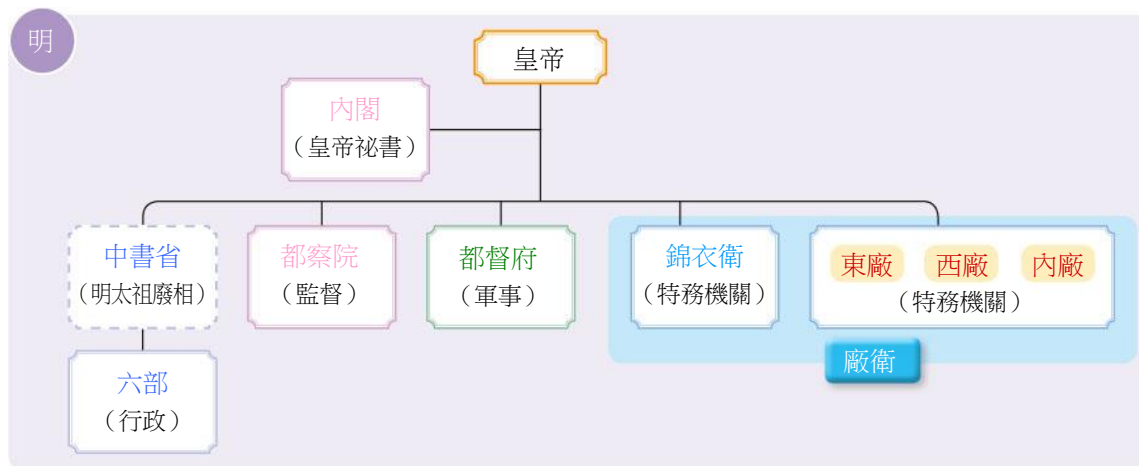 明
皇帝
內閣
（皇帝祕書）
中書省
（明太祖廢相）
都察院
（監督）
都督府
（軍事）
錦衣衛
（特務機關）
東廠 西廠 內廠
（特務機關）
廠衛
六部
（行政）